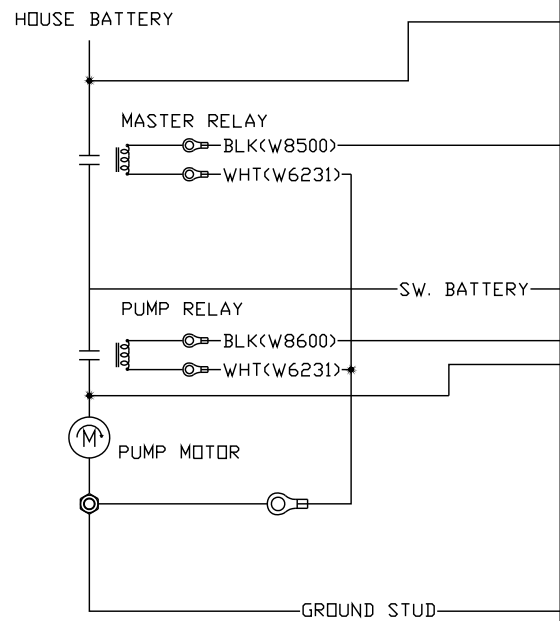 HOUSE BATTERY
MASTER RELAY
BLK(W8500)
WHT(W6231)
SW. BATTERY
PUMP RELAY
BLK(W8600)
WHT(W6231)
M
PUMP MOTOR
GROUND STUD